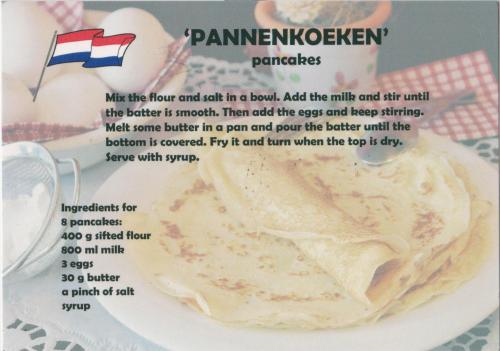 ‘PANNENKOEKEN’
pancakes
Mix the flour and salt in a bowl. Add the milk and stir until
the batter is smooth. Then add the eggs and keep stirring.
Melt some butter in a pan and pour the batter until the
bottom is covered. Fry it and turn when the top is dry.
Serve with syrup.
Ingredients for
8 pancakes:
400 g sifted flour
800 ml milk
3 eggs
30 g butter
a pinch of salt
syrup